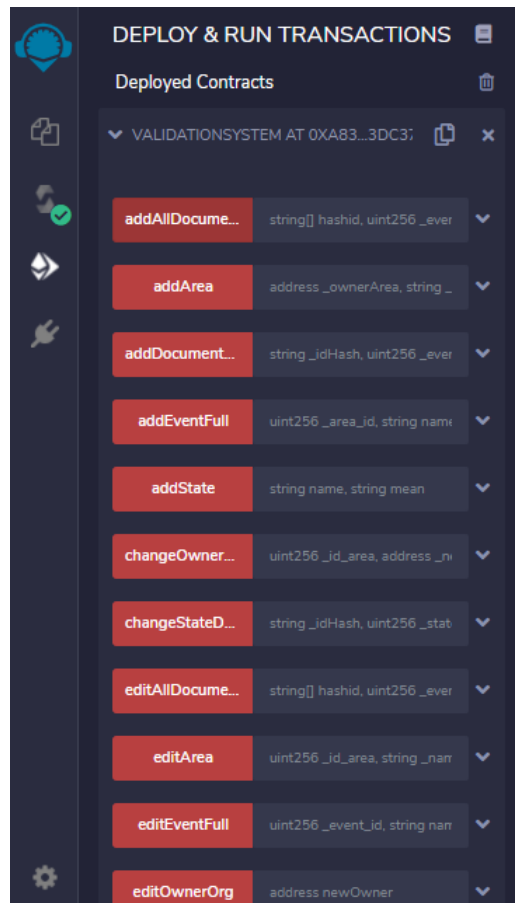 DEPLOY & RUN TRANSACTIONS
Deployed Contracts
VALIDATIONSYSTEM AT 0XA83...3DC37
addAllDocume... string[] hashid, uint256 _ever
addArea address _ownerArea, string _
addDocument... string _idHash, uint256 _ever
addEventFull uint256 _area_id, string name
addState string name, string mean
changeOwner... uint256 _id_area, address _ne
changeStateD... string _idHash, uint256 _state
editAllDocume... string[] hashid, uint256 _ever
editArea uint256 _id_area, string _nam
editEventFull uint256 _event_id, string nam
editOwnerOrg address newOwner